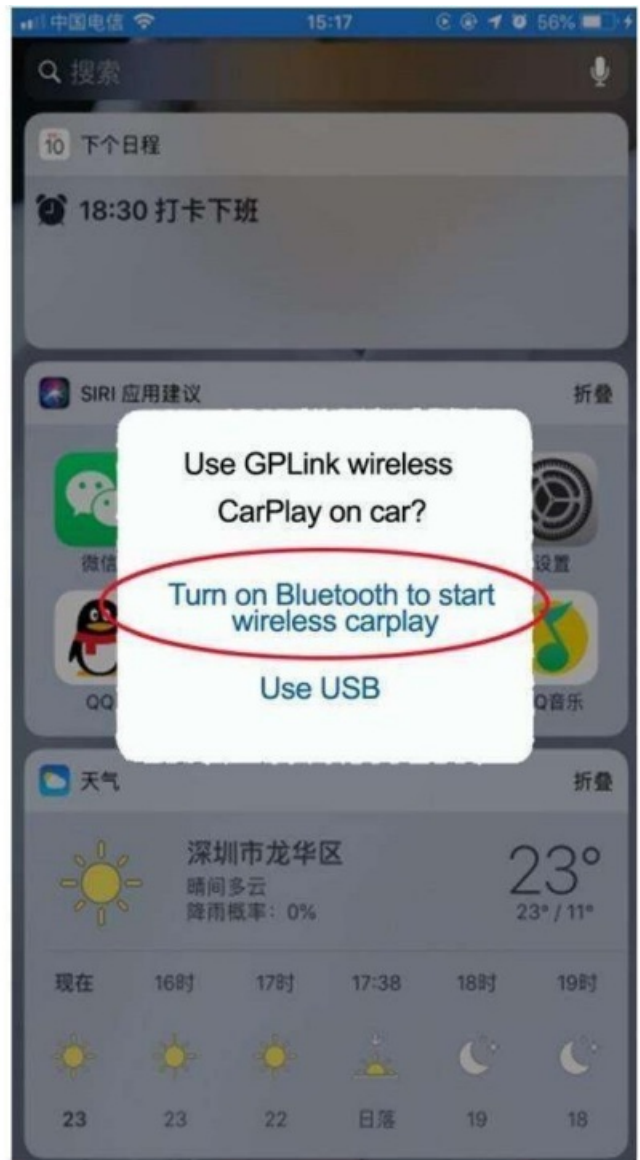 中国电信
15:17
56%
搜索
10 下个日程
18:30 打卡下班
SIRI 应用建议
折叠
Use GPLink wireless
CarPlay on car?
Turn on Bluetooth to start
wireless carplay
Use USB
微信
设置
QQ
Q音乐
天气
折叠
深圳市龙华区
晴间多云
降雨概率：0%
23°
23° / 11°
现在 16时 17时 17:38 18时 19时
23 23 22 日落 19 18